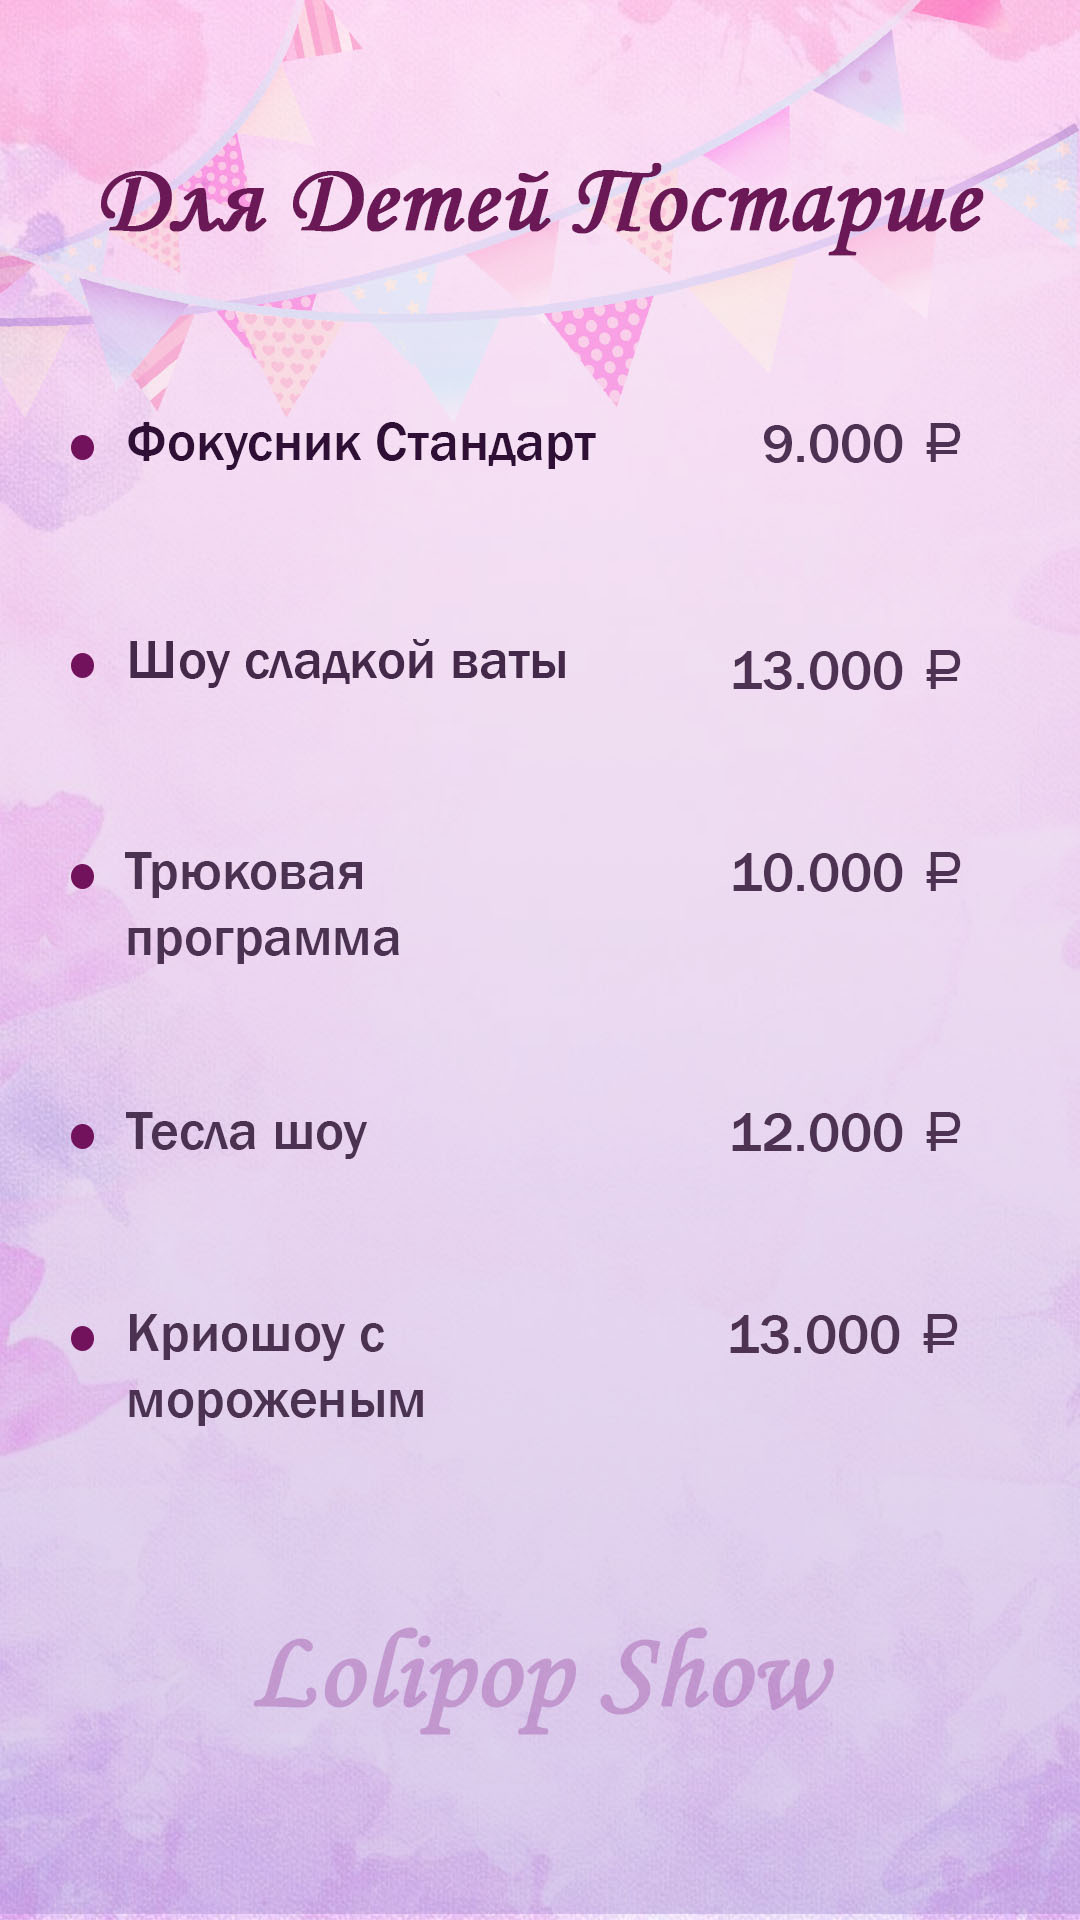 Для Детей Постарше
• Фокусник Стандарт 9.000 ₽
• Шоу сладкой ваты 13.000 ₽
• Трюковая 10.000 ₽
программа
• Тесла шоу 12.000 ₽
• Криошоу с 13.000 ₽
мороженым
Lolipop Show